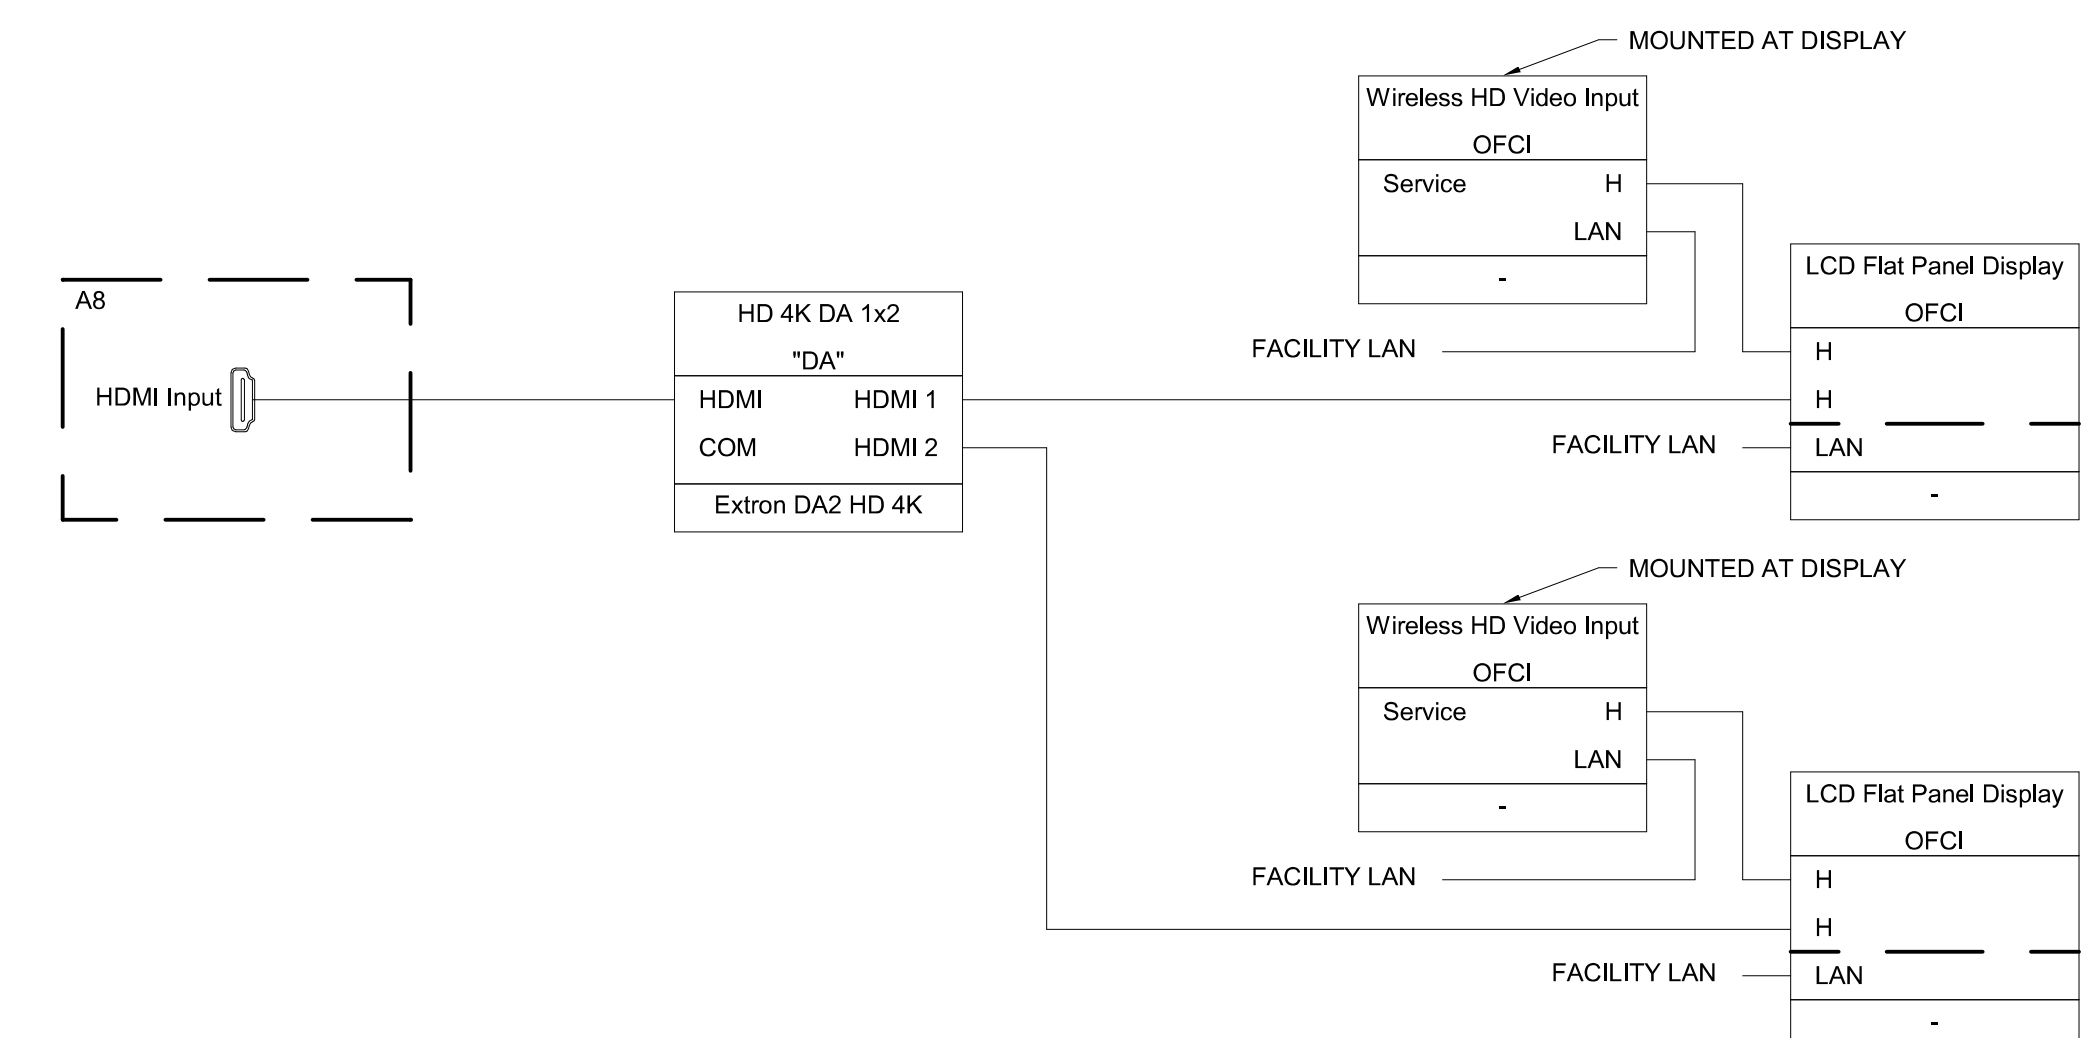 MOUNTED AT DISPLAY
Wireless HD Video Input
OFCI
Service H
LAN
-
FACILITY LAN
LCD Flat Panel Display
OFCI
H
H
FACILITY LAN
LAN
-
A8
HDMI Input
HD 4K DA 1x2
"DA"
HDMI HDMI 1
COM HDMI 2
Extron DA2 HD 4K
MOUNTED AT DISPLAY
Wireless HD Video Input
OFCI
Service H
LAN
-
FACILITY LAN
LCD Flat Panel Display
OFCI
H
H
FACILITY LAN
LAN
-